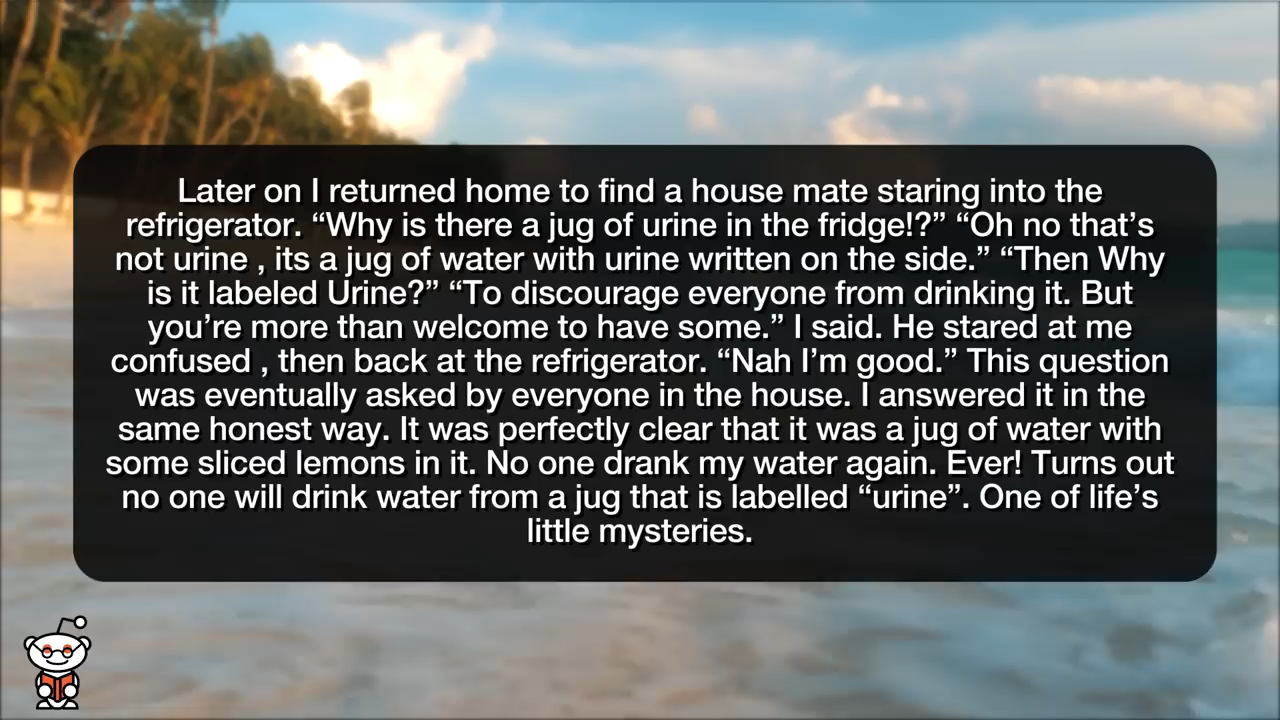 Later on I returned home to find a house mate staring into the
refrigerator. “Why is there a jug of urine in the fridge!?” “Oh no that’s
not urine , its a jug of water with urine written on the side.” “Then Why
is it labeled Urine?” “To discourage everyone from drinking it. But
you’re more than welcome to have some.” I said. He stared at me
confused , then back at the refrigerator. “Nah I’m good.” This question
was eventually asked by everyone in the house. I answered it in the
same honest way. It was perfectly clear that it was a jug of water with
some sliced lemons in it. No one drank my water again. Ever! Turns out
no one will drink water from a jug that is labelled “urine”. One of life’s
little mysteries.